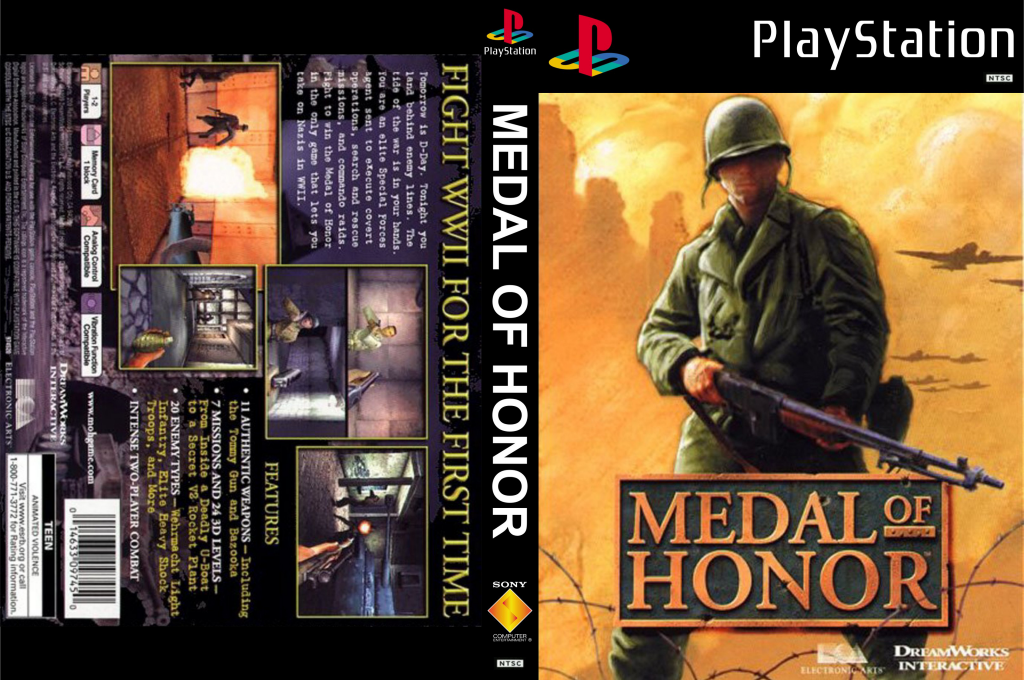 FIGHT WWII FOR THE FIRST TIME
Tomorrow is D-Day. Tonight you
land behind enemy lines. The
tide of the war is in your hands.
You are an elite Special Forces
agent sent to execute covert
operations, search and rescue
missions, and commando raids.
Fight to win the Medal of Honor
in the only game that lets you
take on Nazis in WWII.
FEATURES
• 11 AUTHENTIC WEAPONS — Including
the Tommy Gun and Bazooka
• 7 MISSIONS AND 24 3D LEVELS —
From Inside a Deadly U-Boat
to a Secret V2 Rocket Plant
• 20 ENEMY TYPES — Wehrmacht Light
Infantry, Elite Heavy Shock
Troops, and More
• INTENSE TWO-PLAYER COMBAT
1-2
Players
Memory Card
1 block
Analog Control
Compatible
Vibration Function
Compatible
www.mohgame.com
DREAMWORKS
INTERACTIVE
ELECTRONIC ARTS
0 14633 09745 0
TEEN
ANIMATED VIOLENCE
Visit www.esrb.org or call
1-800-771-3772 for Rating information.
PlayStation
MEDAL OF HONOR
SONY
COMPUTER
ENTERTAINMENT
NTSC
PlayStation
NTSC
MEDAL OF
HONOR
ELECTRONIC ARTS
DREAMWORKS
INTERACTIVE